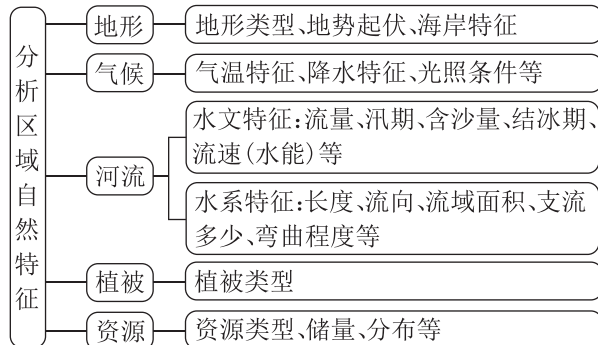 分析区域自然特征
地形
地形类型、地势起伏、海岸特征
气候
气温特征、降水特征、光照条件等
河流
水文特征:流量、汛期、含沙量、结冰期、
流速(水能)等
水系特征:长度、流向、流域面积、支流
多少、弯曲程度等
植被
植被类型
资源
资源类型、储量、分布等